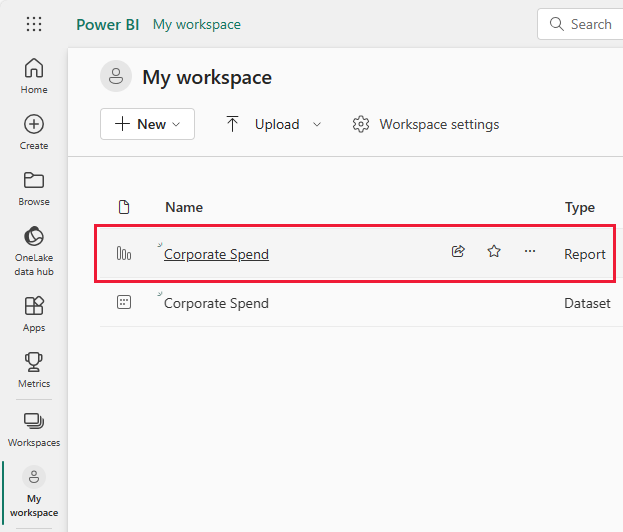 Power BI My workspace Search
Home
Create
Browse
OneLake
data hub
Apps
Metrics
Workspaces
My
workspace
My workspace
New Upload Workspace settings
Name Type
Corporate Spend Report
Corporate Spend Dataset